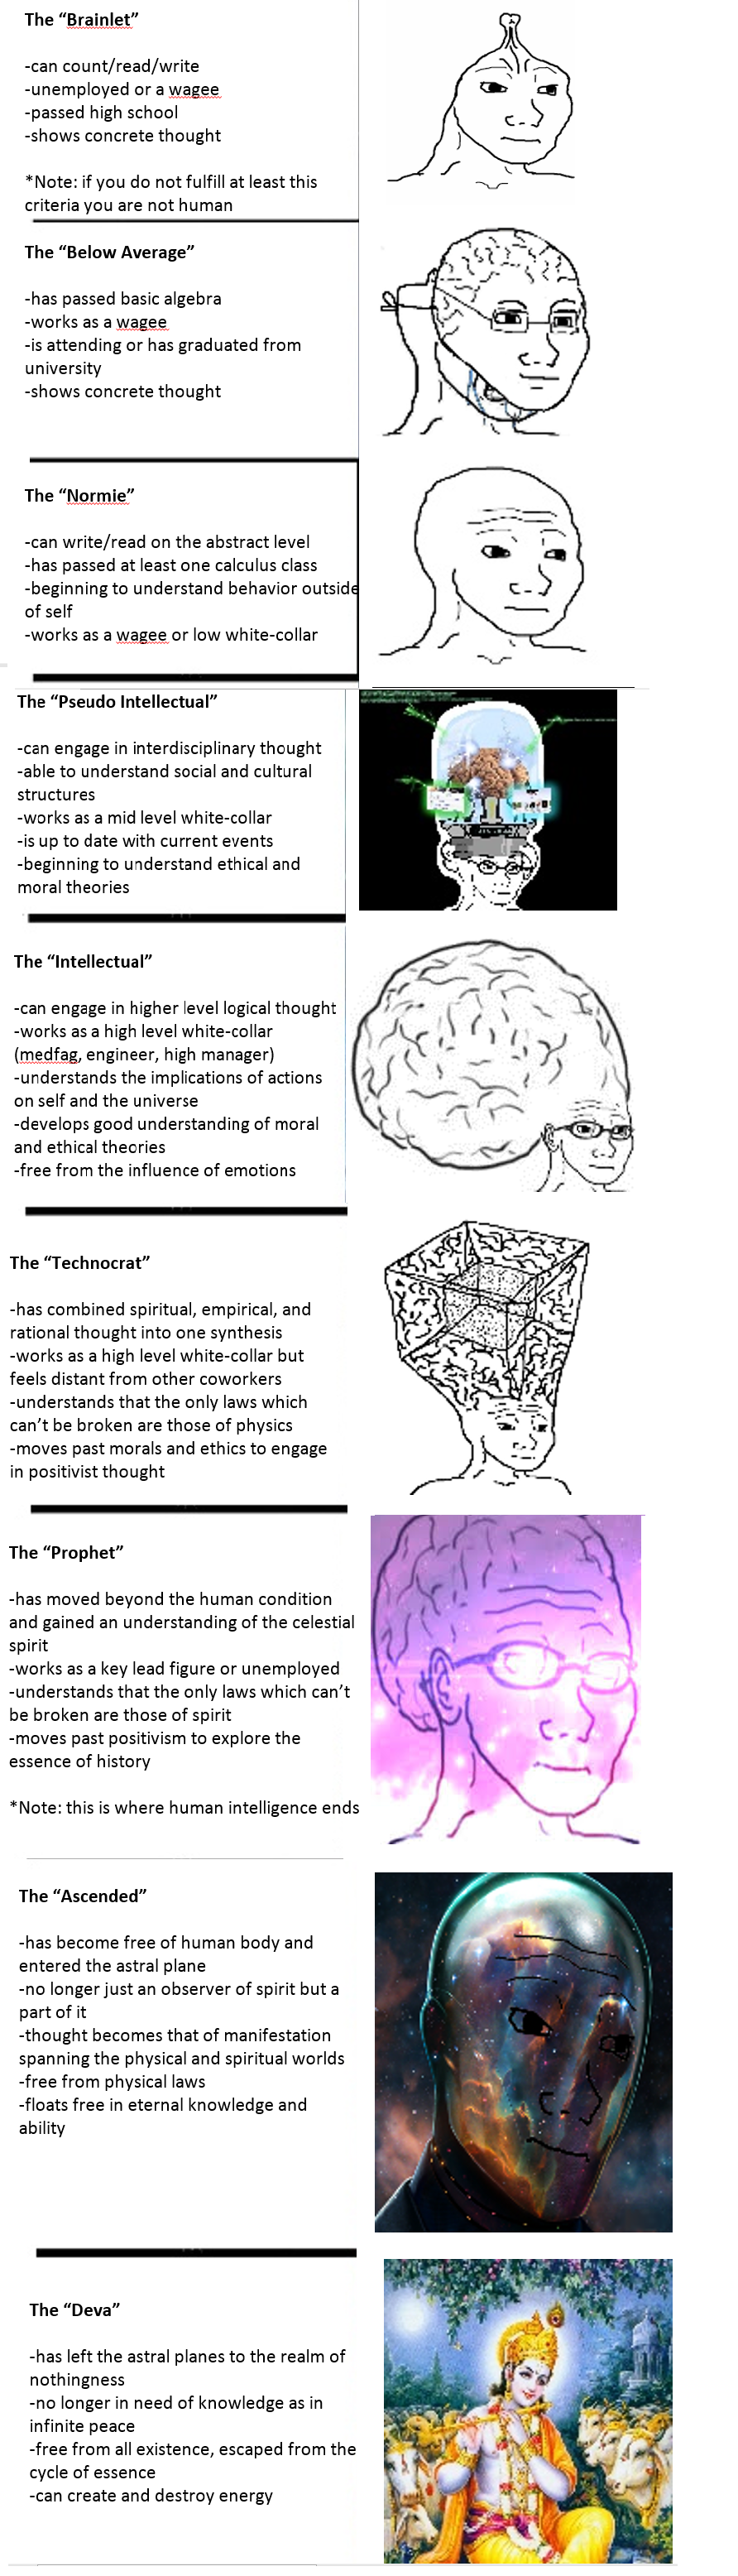 The “Brainlet”
-can count/read/write
-unemployed or a wagee
-passed high school
-shows concrete thought
*Note: if you do not fulfill at least this
criteria you are not human
The “Below Average”
-has passed basic algebra
-works as a wagee
-is attending or has graduated from
university
-shows concrete thought
The “Normie”
-can write/read on the abstract level
-has passed at least one calculus class
-beginning to understand behavior outside
of self
-works as a wagee or low white-collar
The “Pseudo Intellectual”
-can engage in interdisciplinary thought
-able to understand social and cultural
structures
-works as a mid level white-collar
-is up to date with current events
-beginning to understand ethical and
moral theories
The “Intellectual”
-can engage in higher level logical thought
-works as a high level white-collar
(medfag, engineer, high manager)
-understands the implications of actions
on self and the universe
-develops good understanding of moral
and ethical theories
-free from the influence of emotions
The “Technocrat”
-has combined spiritual, empirical, and
rational thought into one synthesis
-works as a high level white-collar but
feels distant from other coworkers
-understands that the only laws which
can’t be broken are those of physics
-moves past morals and ethics to engage
in positivist thought
The “Prophet”
-has moved beyond the human condition
and gained an understanding of the celestial
spirit
-works as a key lead figure or unemployed
-understands that the only laws which can’t
be broken are those of spirit
-moves past positivism to explore the
essence of history
*Note: this is where human intelligence ends
The “Ascended”
-has become free of human body and
entered the astral plane
-no longer just an observer of spirit but a
part of it
-thought becomes that of manifestation
spanning the physical and spiritual worlds
-free from physical laws
-floats free in eternal knowledge and
ability
The “Deva”
-has left the astral planes to the realm of
nothingness
-no longer in need of knowledge as in
infinite peace
-free from all existence, escaped from the
cycle of essence
-can create and destroy energy